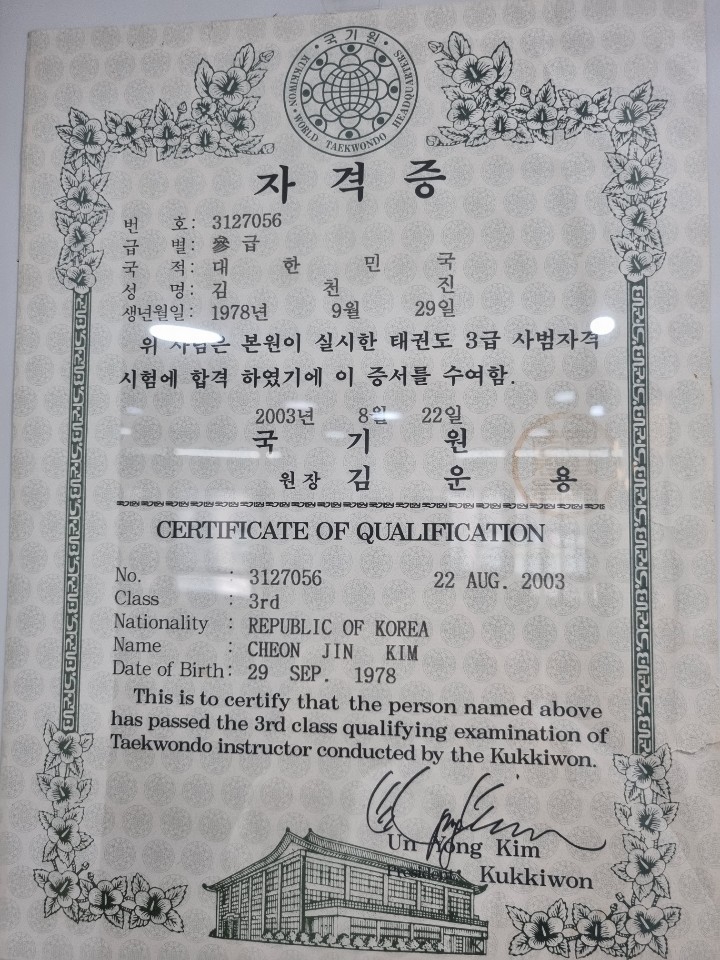 국기원
KUKKIWON WORLD TAEKWONDO HEADQUARTERS
자격증
번 호: 3127056
급 별: 參 급
국 적: 대 한 민 국
성 명: 김 천 진
생년월일: 1978년 9월 29일
위 사람은 본원이 실시한 태권도 3급 사범자격
시험에 합격 하였기에 이 증서를 수여함.
2003년 8월 22일
국 기 원
원장 김 운 용
CERTIFICATE OF QUALIFICATION
No. : 3127056 22 AUG. 2003
Class : 3rd
Nationality : REPUBLIC OF KOREA
Name : CHEON JIN KIM
Date of Birth : 29 SEP. 1978
This is to certify that the person named above
has passed the 3rd class qualifying examination of
Taekwondo instructor conducted by the Kukkiwon.
Un Yong Kim
President, Kukkiwon